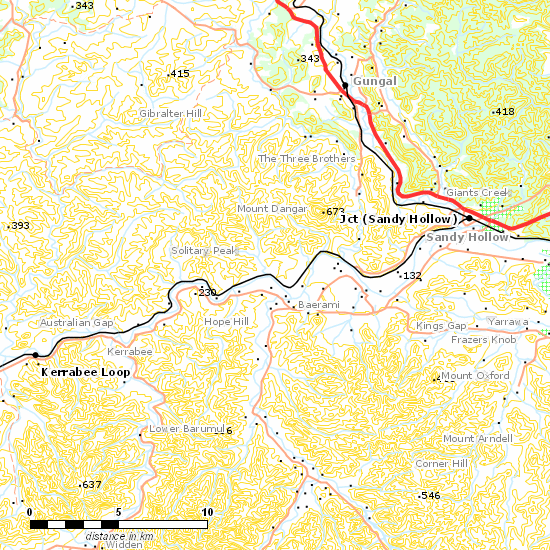 343
415
343
Gungal
418
Gibralter Hill
The Three Brothers
Giants Creek
Mount Dangar
673
Jct (Sandy Hollow)
393
Sandy Hollow
Solitary Peak
132
230
Baerami
Australian Gap
Hope Hill
Kings Gap
Yarrawa
Frazers Knob
Kerrabee
Kerrabee Loop
Mount Oxford
Lower Barumul
Mount Arndell
Corner Hill
637
546
0 5 10
distance in km
Widden